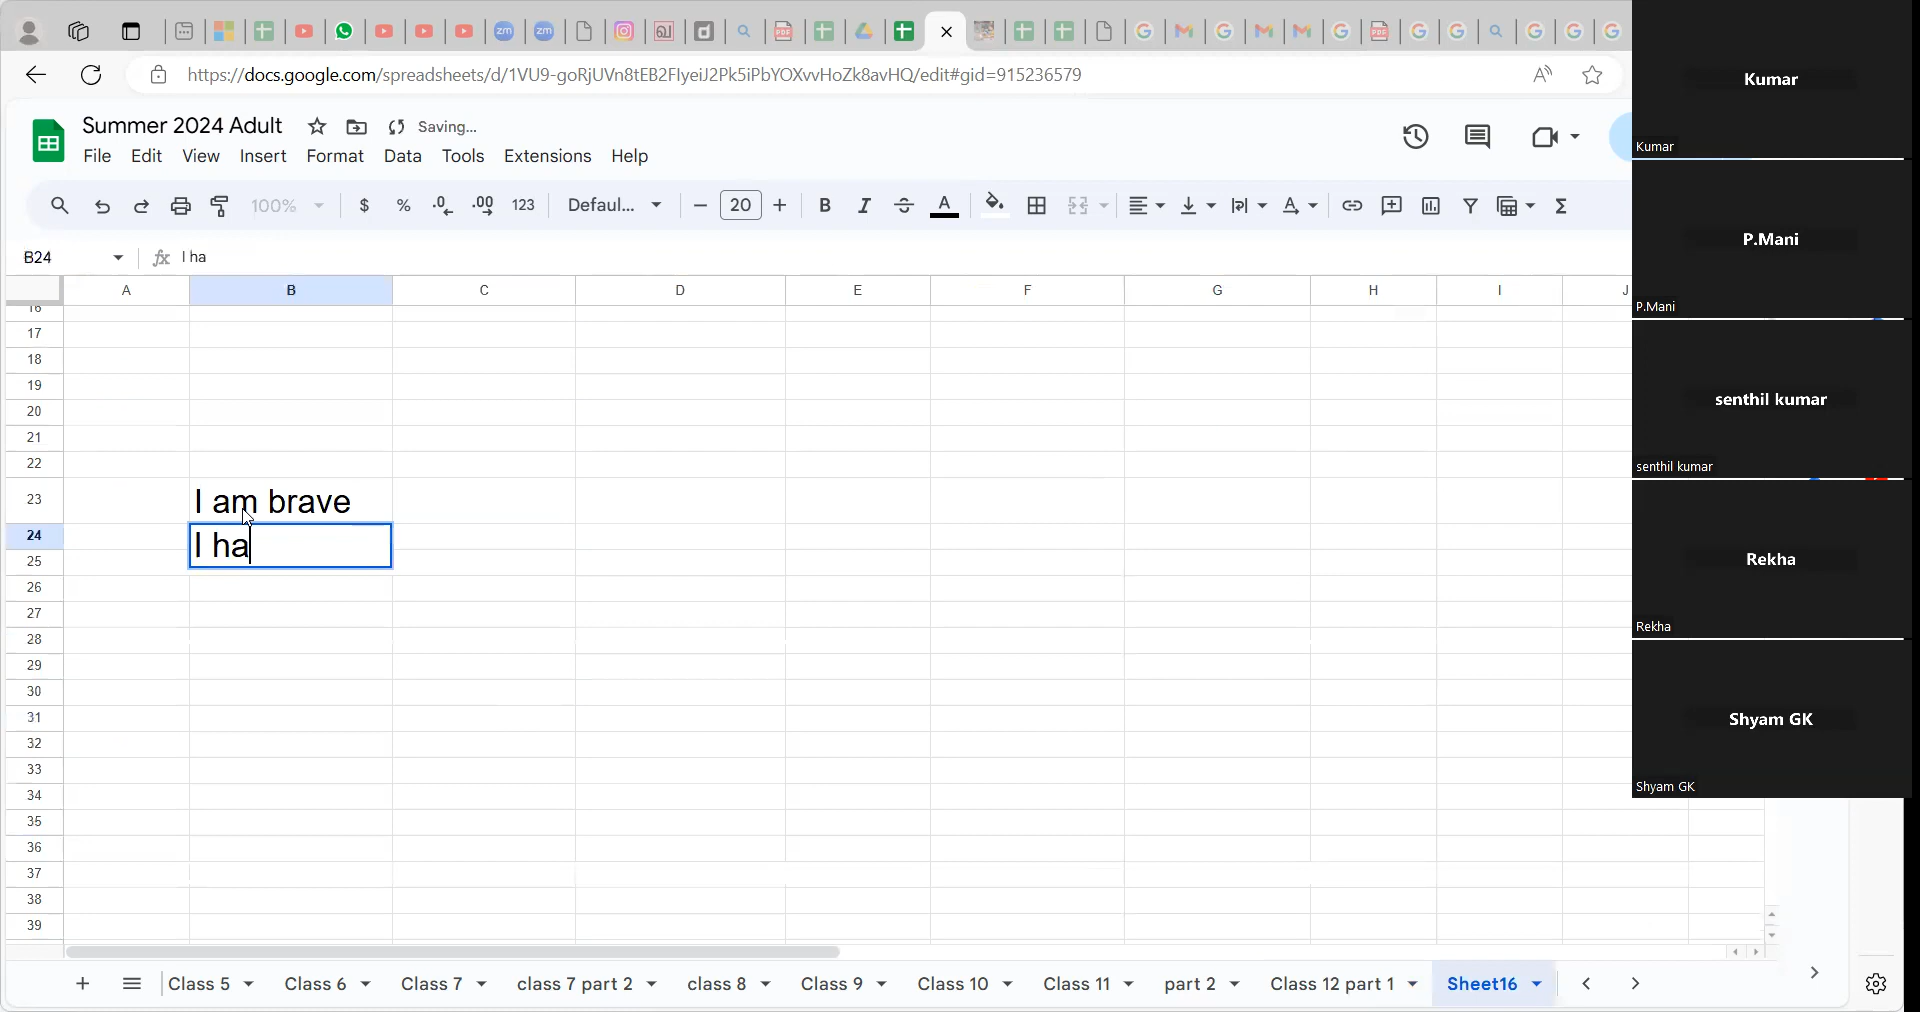 https://docs.google.com/spreadsheets/d/1VU9-goRjUVn8tEB2FIyeiJ2Pk5iPbYOXvvHoZk8avHQ/edit#gid=915236579
Summer 2024 Adult
Saving...
File Edit View Insert Format Data Tools Extensions Help
100% $ % .0 .00 123 Defaul... 20 B I A
B24 fx I ha
A B C D E F G H I J
16
17
18
19
20
21
22
23 I am brave
24 I ha
25
26
27
28
29
30
31
32
33
34
35
36
37
38
39
Class 5 Class 6 Class 7 class 7 part 2 class 8 Class 9 Class 10 Class 11 part 2 Class 12 part 1 Sheet16
Kumar
Kumar
P.Mani
P.Mani
senthil kumar
senthil kumar
Rekha
Rekha
Shyam GK
Shyam GK